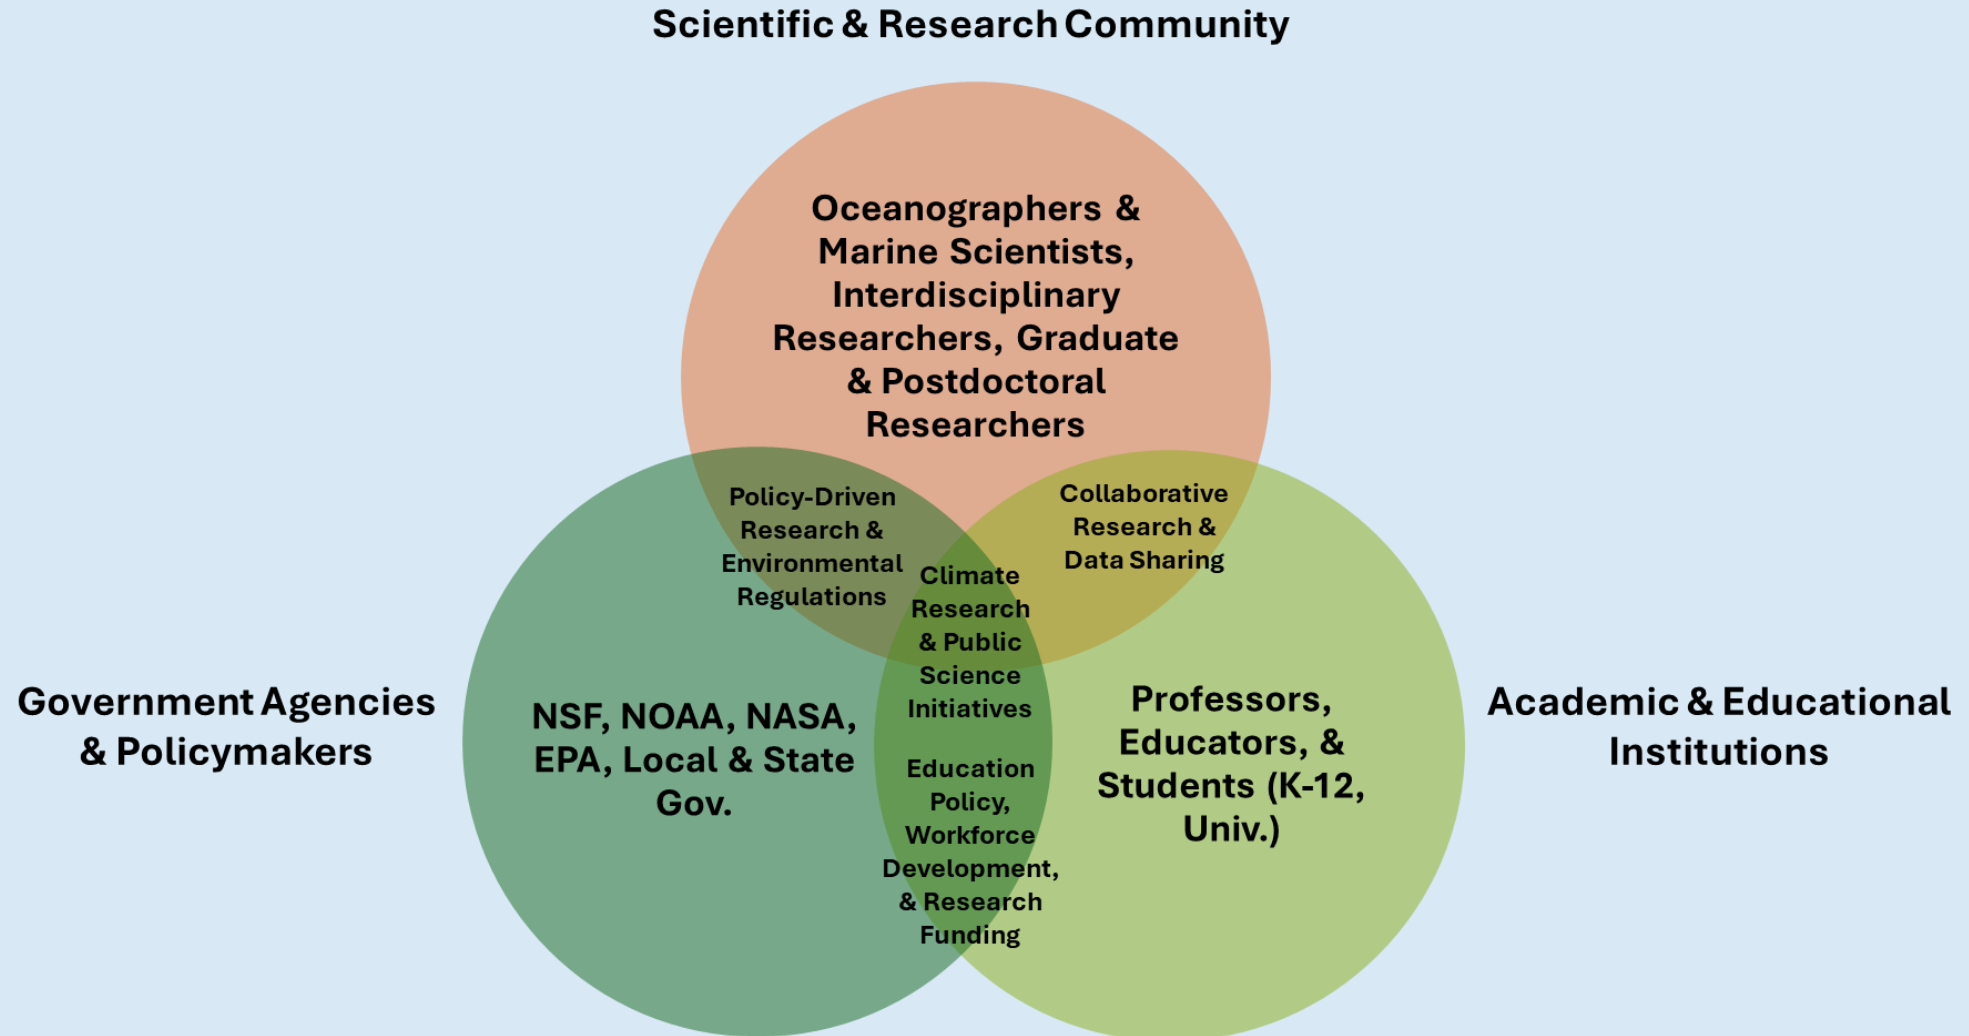 Scientific & Research Community
Oceanographers &
Marine Scientists,
Interdisciplinary
Researchers, Graduate
& Postdoctoral
Researchers
Policy-Driven
Research &
Environmental
Regulations
Collaborative
Research &
Data Sharing
Climate
Research
& Public
Science
Initiatives
Government Agencies
& Policymakers
NSF, NOAA, NASA,
EPA, Local & State
Gov.
Education
Policy,
Workforce
Development,
& Research
Funding
Professors,
Educators, &
Students (K-12,
Univ.)
Academic & Educational
Institutions